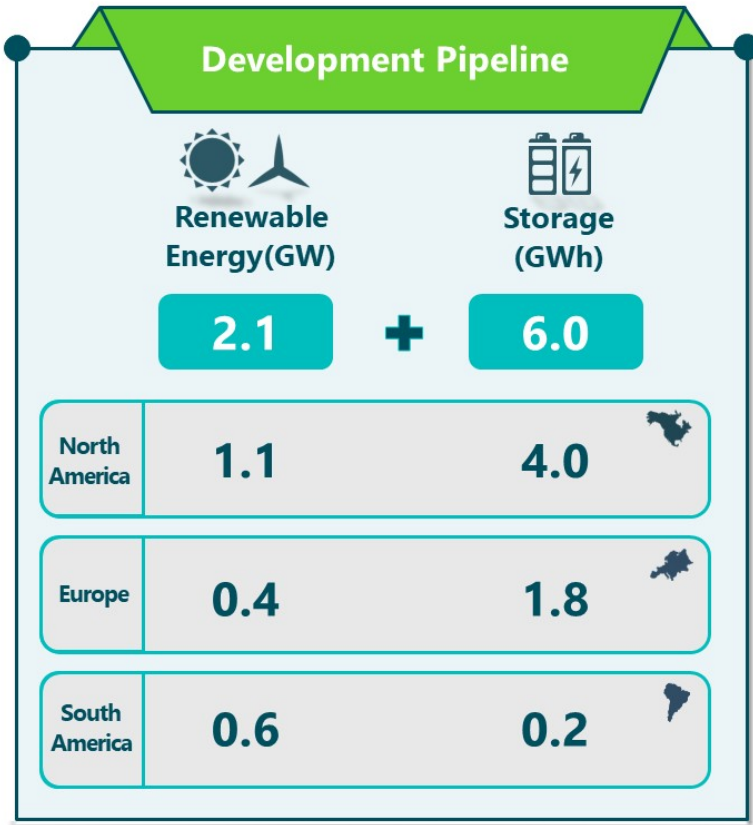 Development Pipeline
Renewable
Energy(GW)
Storage
(GWh)
2.1
6.0
North
America
1.1
4.0
Europe
0.4
1.8
South
America
0.6
0.2